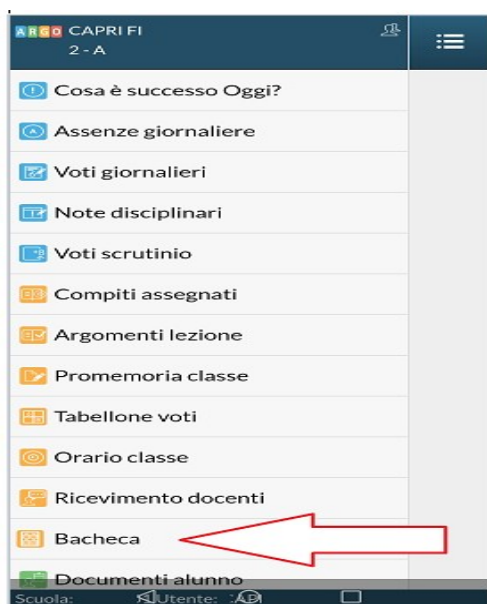 ARGO CAPRI FI
2 - A
Cosa è successo Oggi?
Assenze giornaliere
Voti giornalieri
Note disciplinari
Voti scrutinio
Compiti assegnati
Argomenti lezione
Promemoria classe
Tabellone voti
Orario classe
Ricevimento docenti
Bacheca
Documenti alunno
Scuola: Utente: